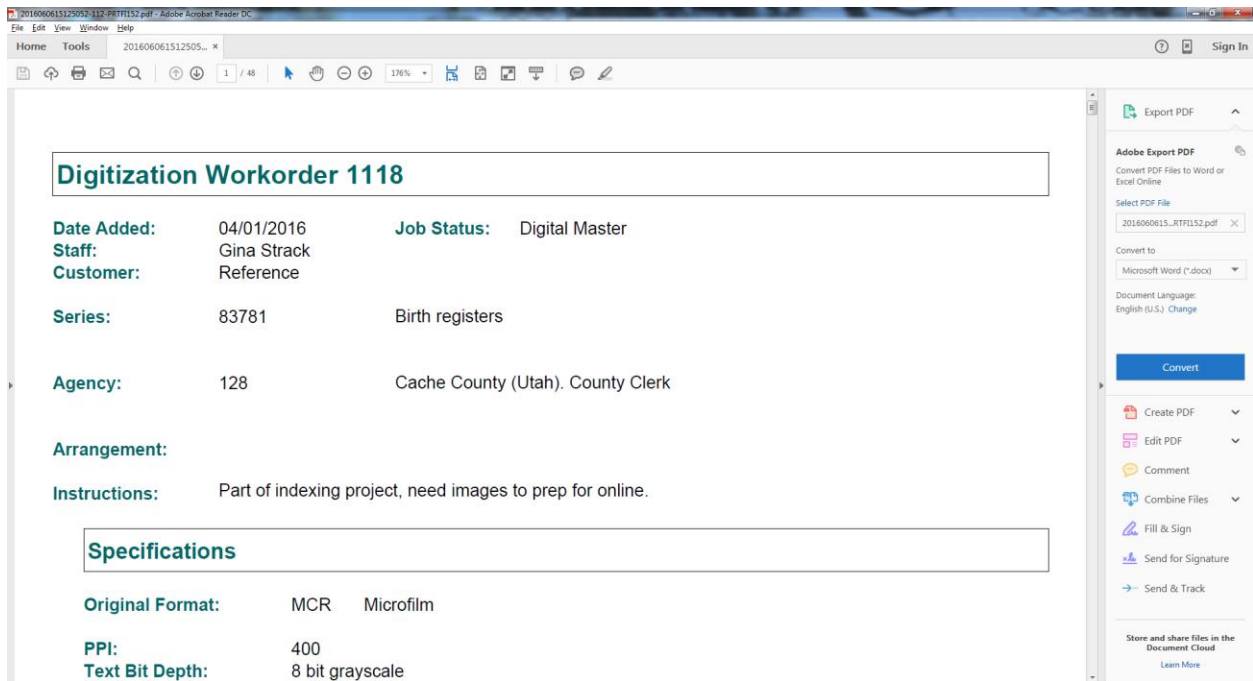 2016060615125052-112-PRTFI152.pdf - Adobe Acrobat Reader DC
File Edit View Window Help
Home Tools 201606061512505... × Sign In
1 / 48 176%
Digitization Workorder 1118
Date Added: 04/01/2016 Job Status: Digital Master
Staff: Gina Strack
Customer: Reference
Series: 83781 Birth registers
Agency: 128 Cache County (Utah). County Clerk
Arrangement:
Instructions: Part of indexing project, need images to prep for online.
Specifications
Original Format: MCR Microfilm
PPI: 400
Text Bit Depth: 8 bit grayscale
Export PDF
Adobe Export PDF
Convert PDF Files to Word or
Excel Online
Select PDF File
2016060615...RTFI152.pdf
Convert to
Microsoft Word (*.docx)
Document Language:
English (U.S.) Change
Convert
Create PDF
Edit PDF
Comment
Combine Files
Fill & Sign
Send for Signature
Send & Track
Store and share files in the
Document Cloud
Learn More